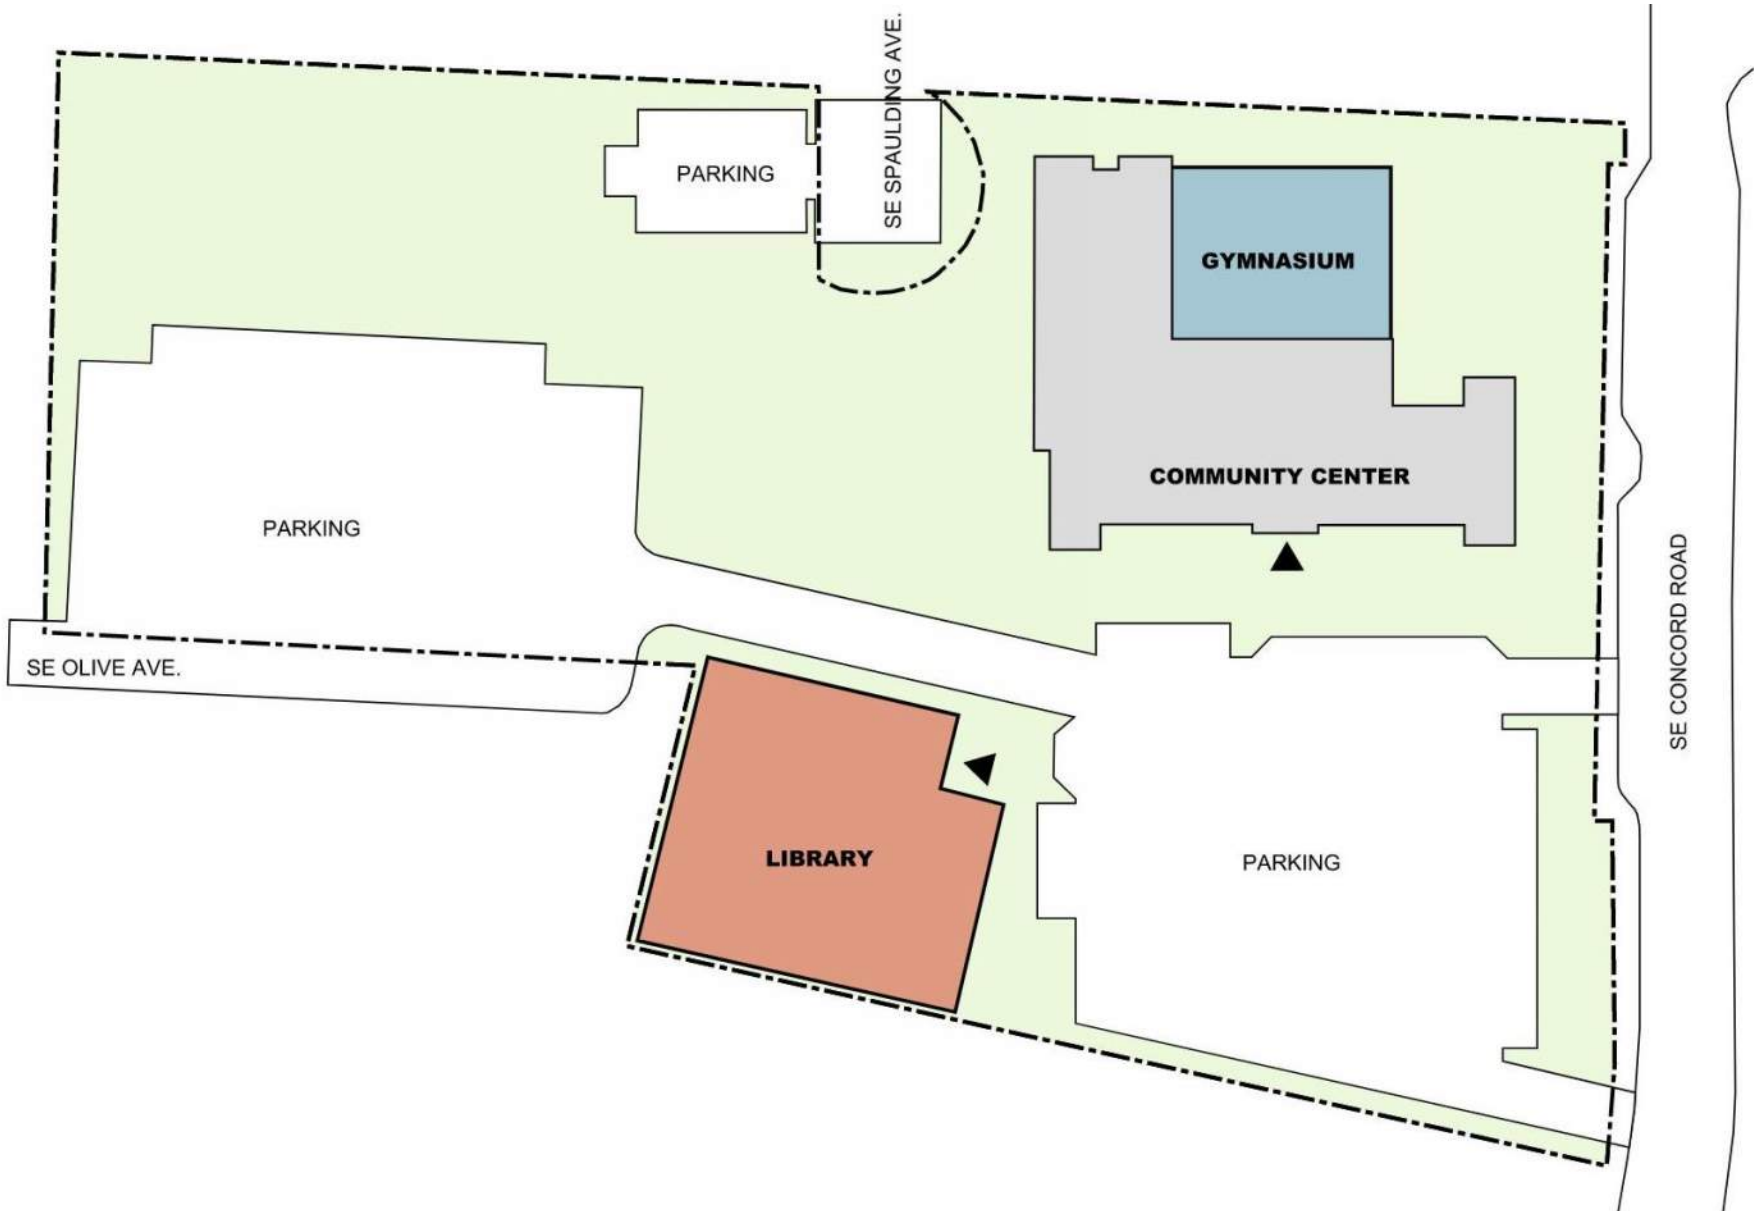 SE SPAULDING AVE.
PARKING
GYMNASIUM
COMMUNITY CENTER
PARKING
SE CONCORD ROAD
SE OLIVE AVE.
LIBRARY
PARKING